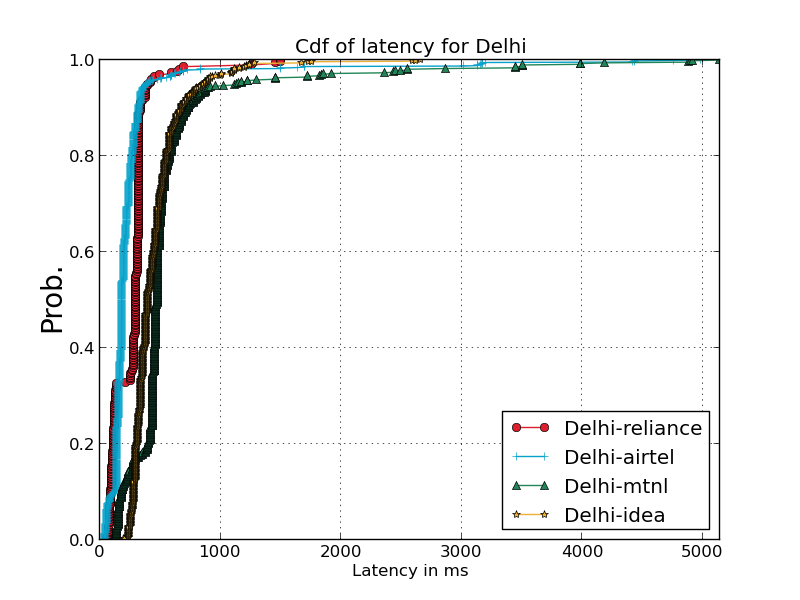 Cdf of latency for Delhi
1.0
0.8
0.6
0.4
0.2
0.0
Prob.
Delhi-reliance
Delhi-airtel
Delhi-mtnl
Delhi-idea
0 1000 2000 3000 4000 5000
Latency in ms